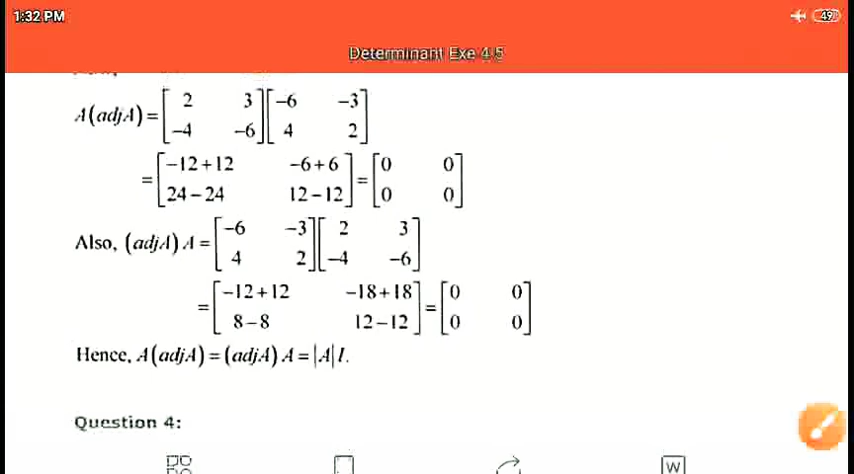 1:32 PM 49
Determinant Exe 4.5
A(adjA) = [2 3 -4 -6][-6 -3 4 2]
= [-12+12 -6+6 24-24 12-12] = [0 0 0 0]
Also, (adjA) A = [-6 -3 4 2][2 3 -4 -6]
= [-12+12 -18+18 8-8 12-12] = [0 0 0 0]
Hence, A(adjA) = (adjA) A = |A| I.
Question 4:
W